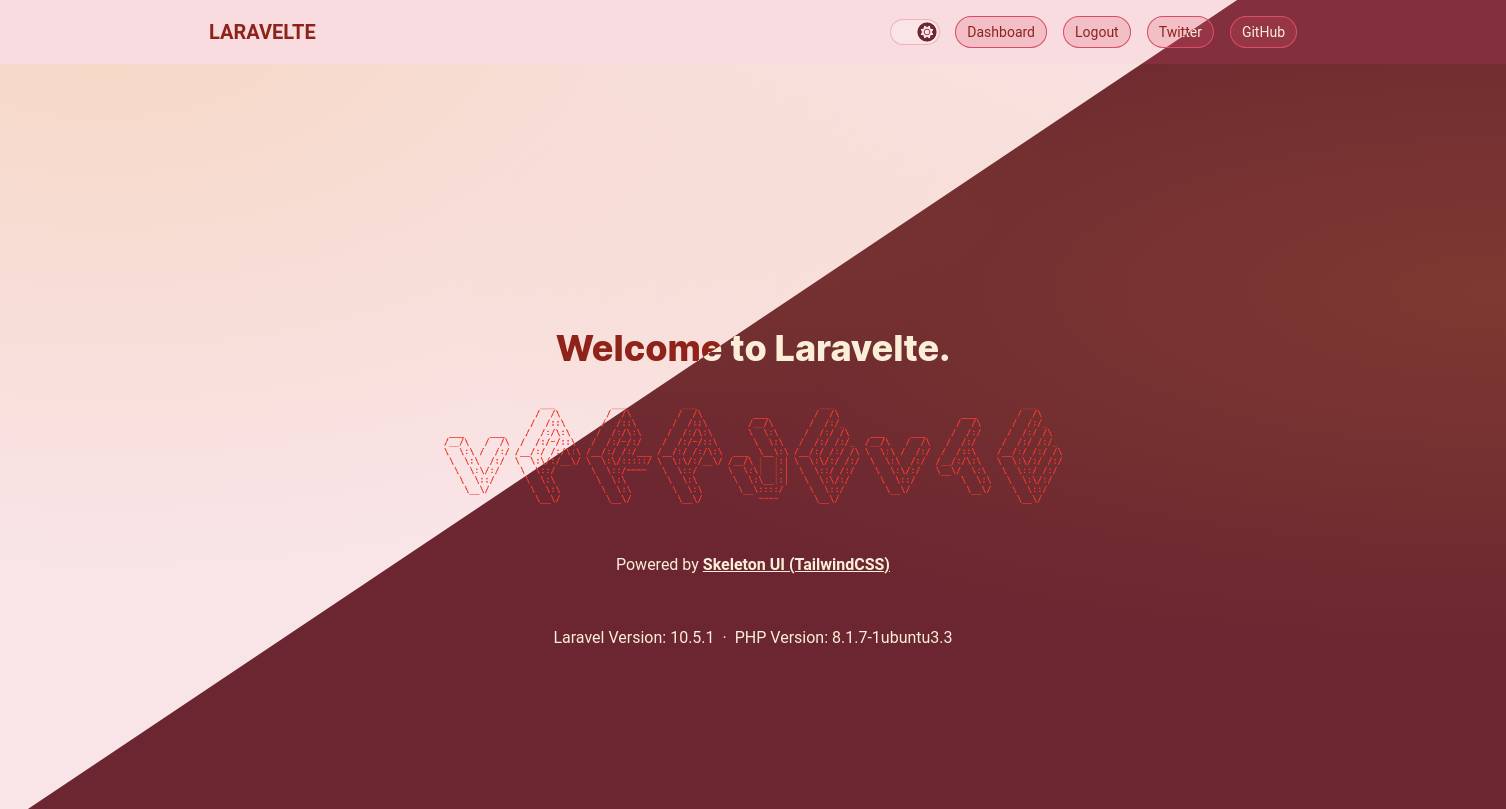 LARAVELTE
Dashboard Logout Twitter GitHub
Welcome to Laravelte.
Powered by Skeleton UI (TailwindCSS)
Laravel Version: 10.5.1 · PHP Version: 8.1.7-1ubuntu3.3